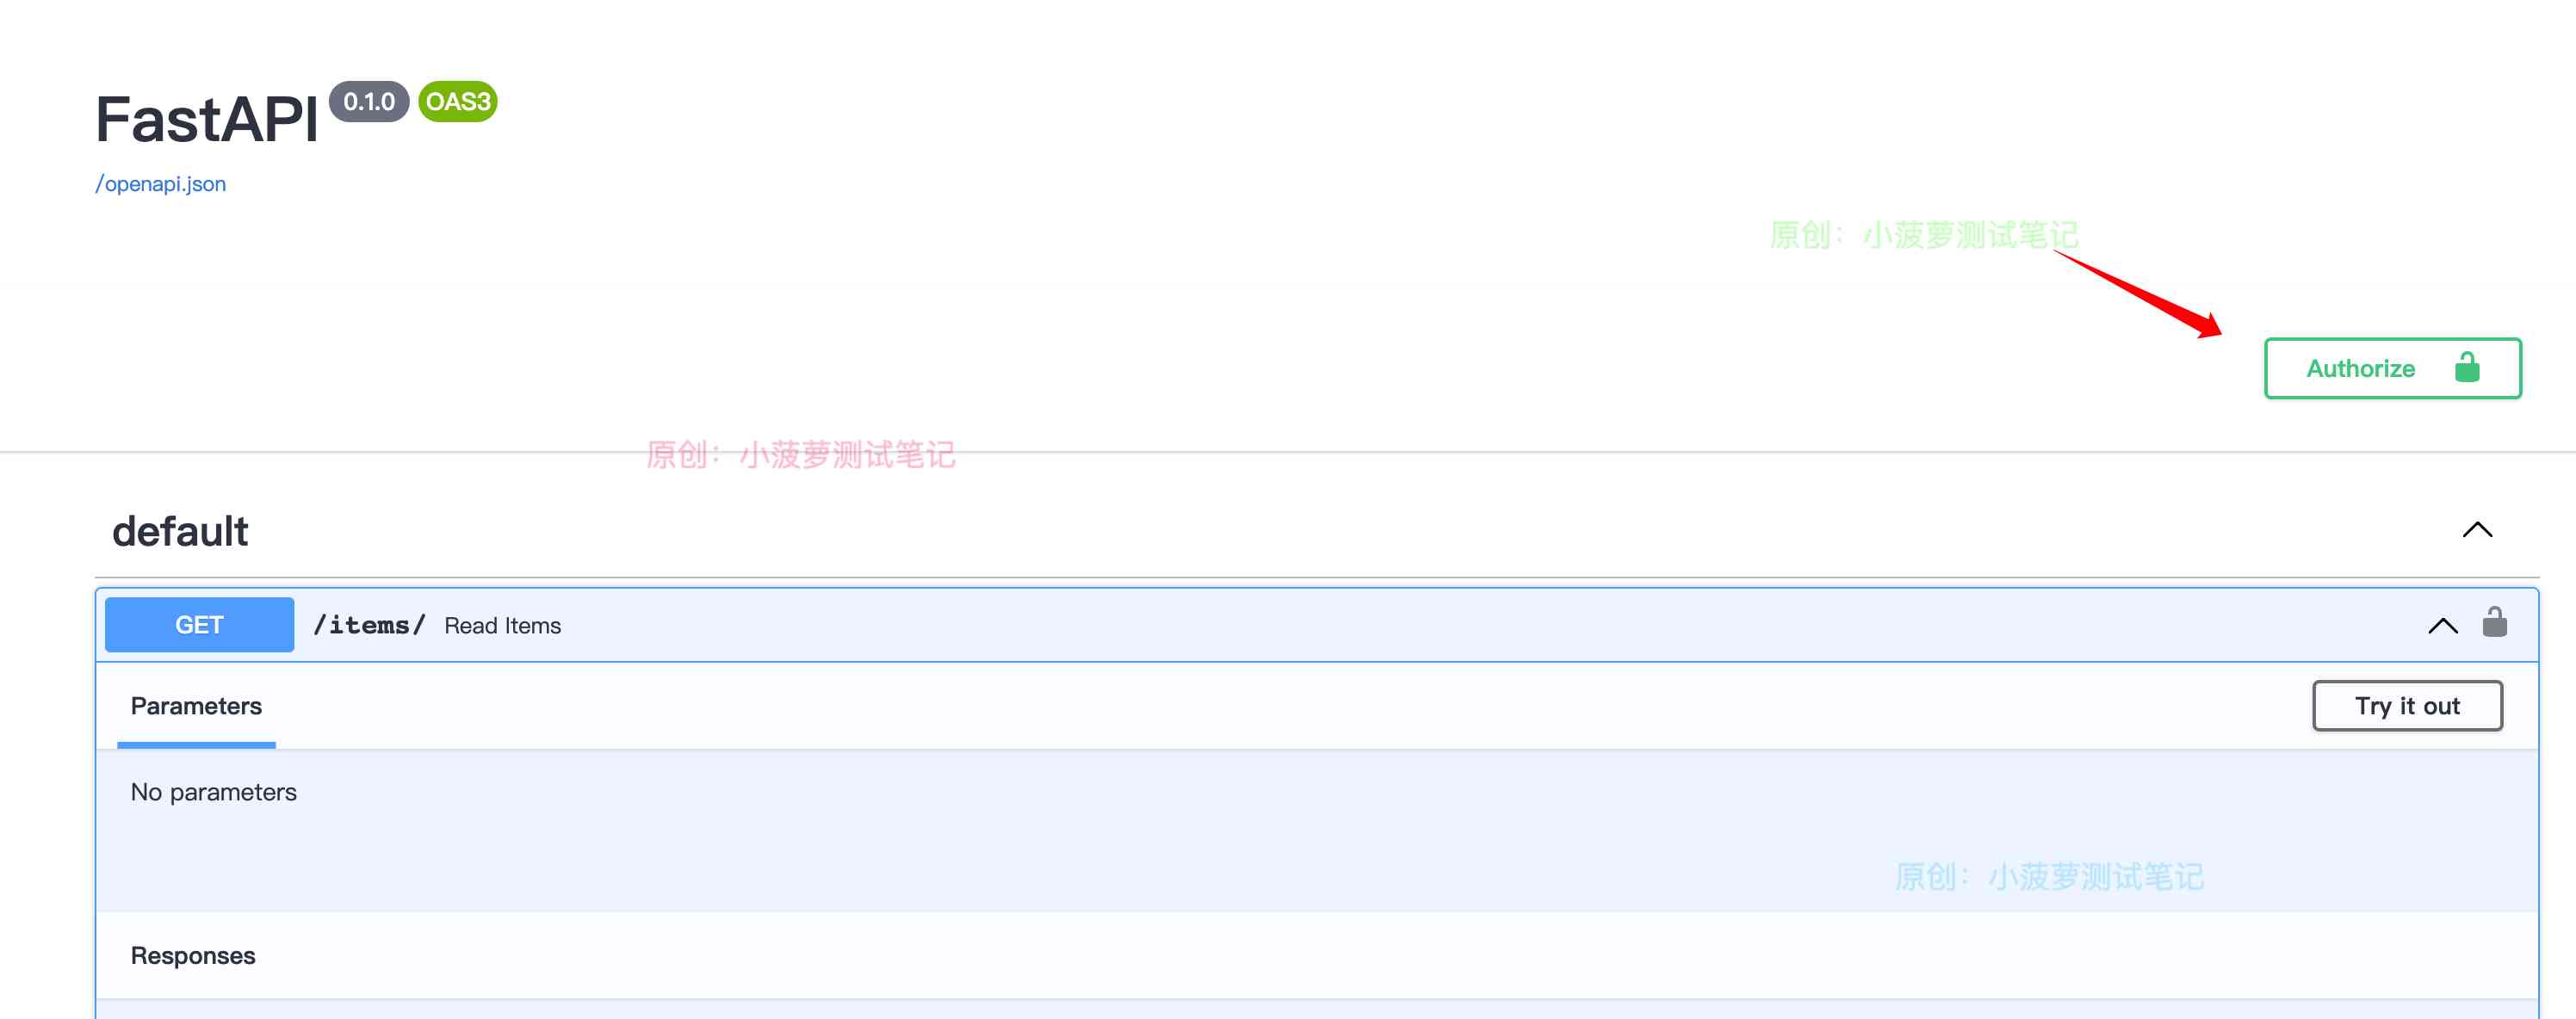 FastAPI 0.1.0 OAS3
/openapi.json
原创：小菠萝测试笔记
Authorize
原创：小菠萝测试笔记
default
GET /items/ Read Items
Parameters
Try it out
No parameters
原创：小菠萝测试笔记
Responses